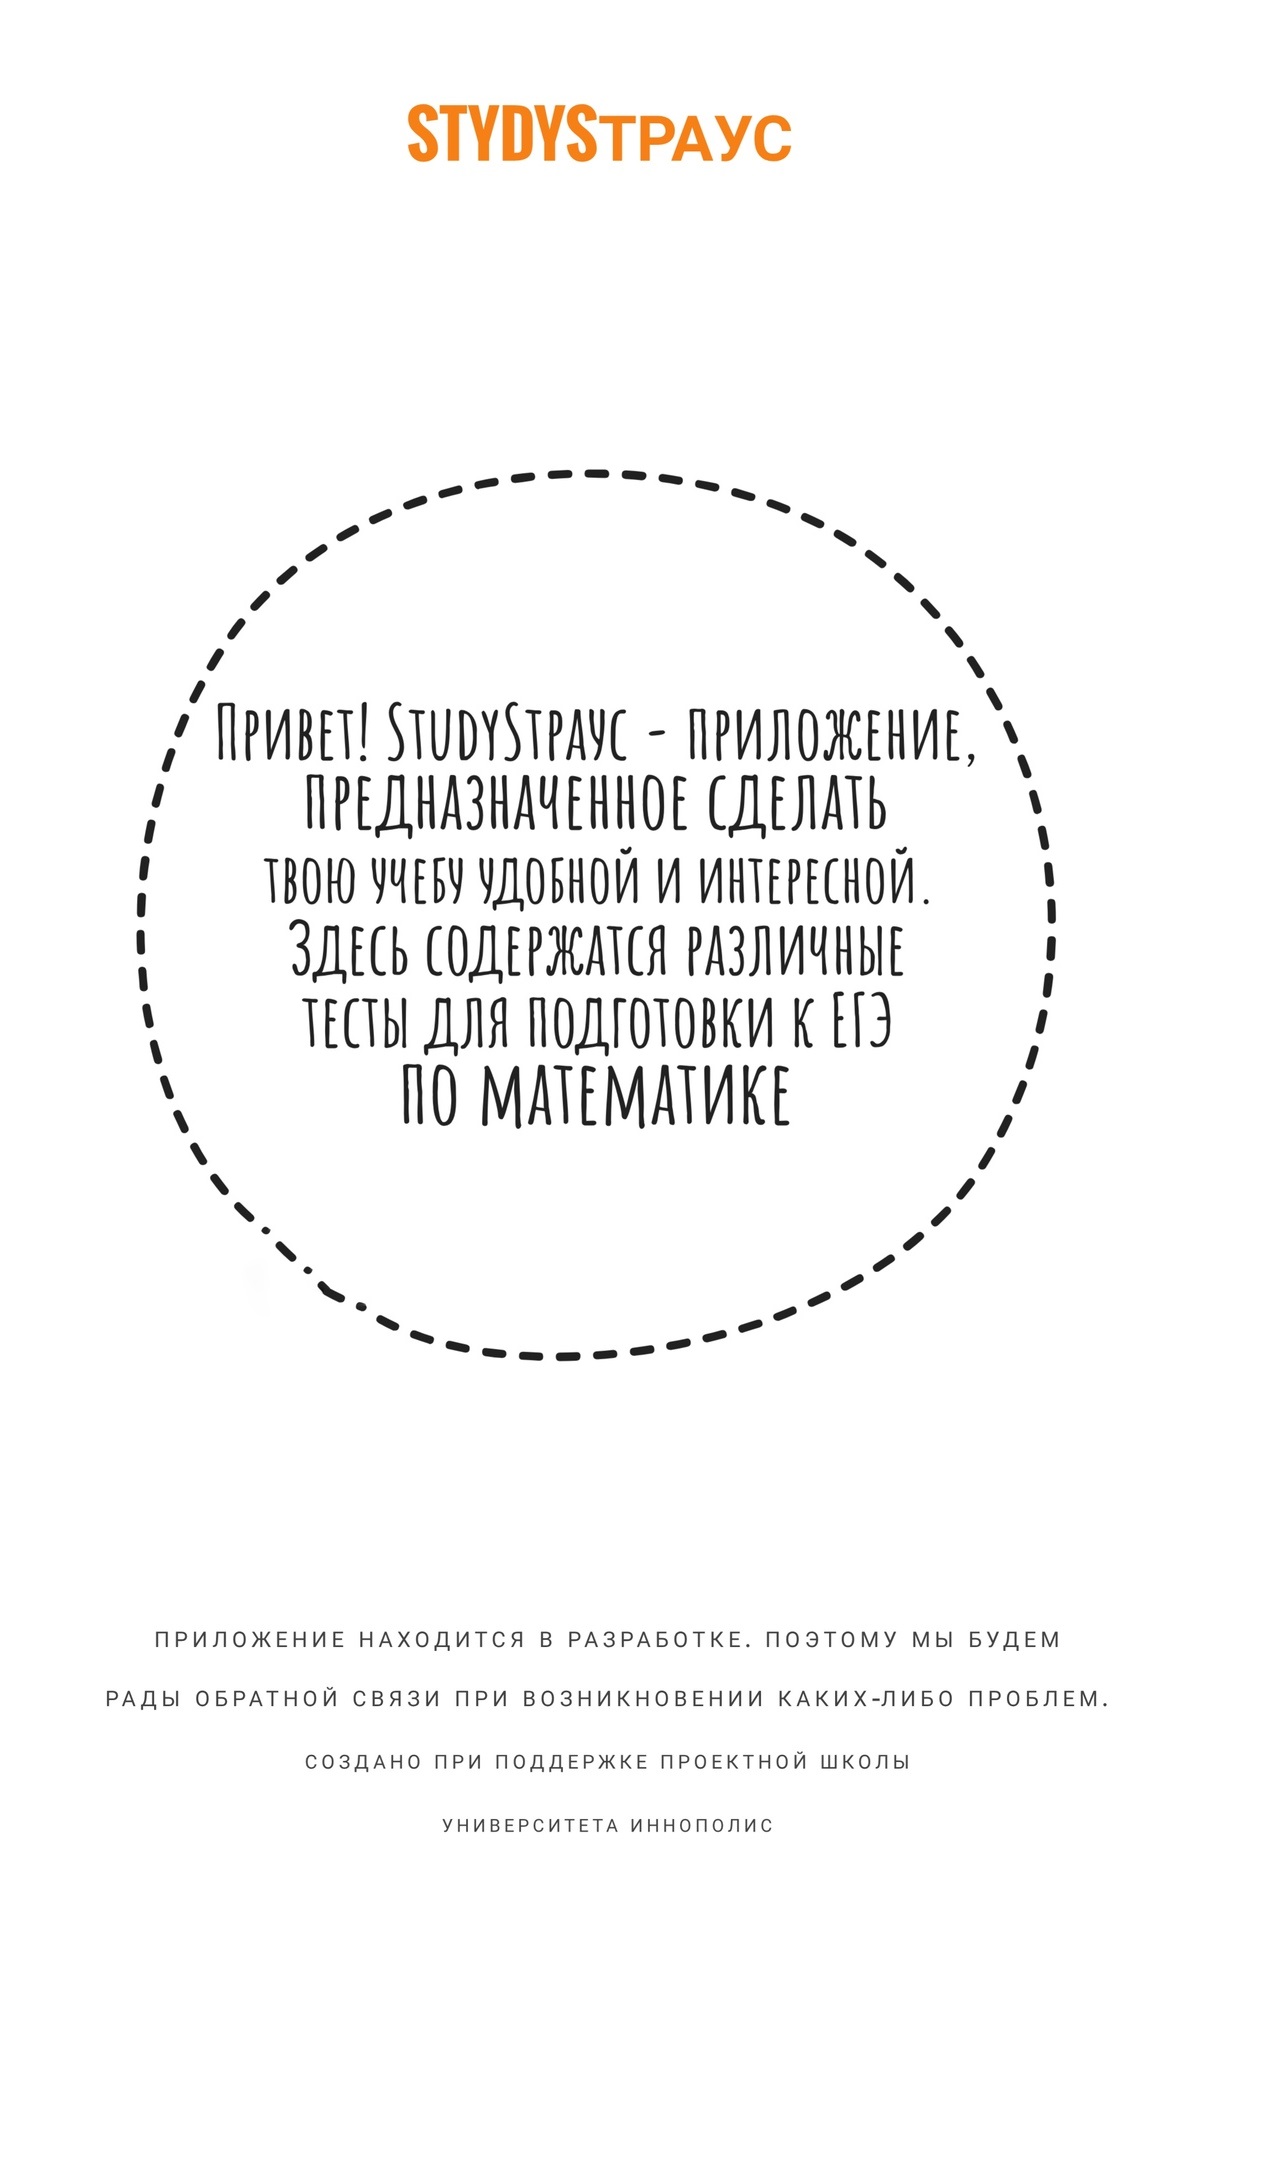 STYDYSТРАУС
Привет! StudyStраус - приложение,
предназначенное сделать
твою учебу удобной и интересной.
Здесь содержатся различные
тесты для подготовки к ЕГЭ
по математике
ПРИЛОЖЕНИЕ НАХОДИТСЯ В РАЗРАБОТКЕ. ПОЭТОМУ МЫ БУДЕМ
РАДЫ ОБРАТНОЙ СВЯЗИ ПРИ ВОЗНИКНОВЕНИИ КАКИХ-ЛИБО ПРОБЛЕМ.
СОЗДАНО ПРИ ПОДДЕРЖКЕ ПРОЕКТНОЙ ШКОЛЫ
УНИВЕРСИТЕТА ИННОПОЛИС